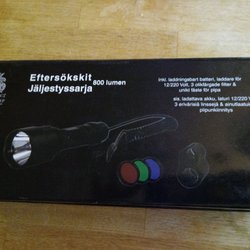 Eftersökskit
800 lumen
Jäljestyssarja
inkl. laddningsbart batteri, laddare för
12/220 Volt, 3 olikfärgade filter &
unikt fäste för pipa
sis. ladattava akku, laturi 12/220 V
3 eriväristä linssejä & ainutlaatuinen
piipunkiinnitys